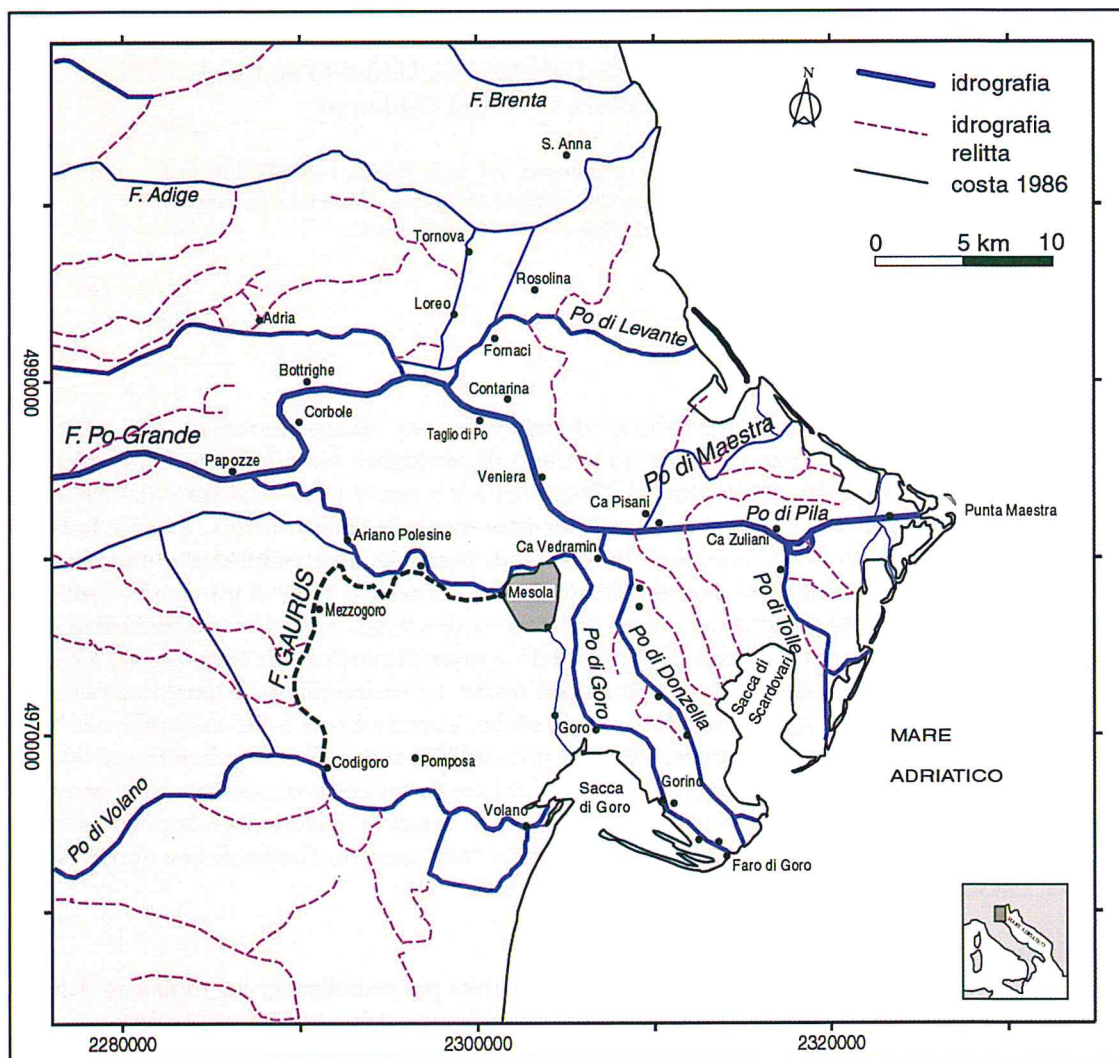 N
idrografia
idrografia
relitta
costa 1986
0 5 km 10
F. Brenta
S. Anna
F. Adige
Tornova
Rosolina
Loreo
Adria
Po di Levante
Fornaci
Bottrighe
Contarina
Corbole
Taglio di Po
F. Po-Grande
Papozze
Veniera
Po di Maestra
Ca Pisani
Po di Pila
Punta Maestra
Ca Zuliani
Ariano Polesine
Ca Vedramin
Mesola
F. GAURUS
Mezzogoro
Po di Goro
Po di Donzella
Po di Tolle
Sacca di
Scardovari
MARE
ADRIATICO
Goro
Codigoro
Pomposa
Po di Volano
Volano
Sacca
di Goro
Gorino
Faro di Goro
MARE ADRIATICO
4990000
4970000
2280000
2300000
2320000